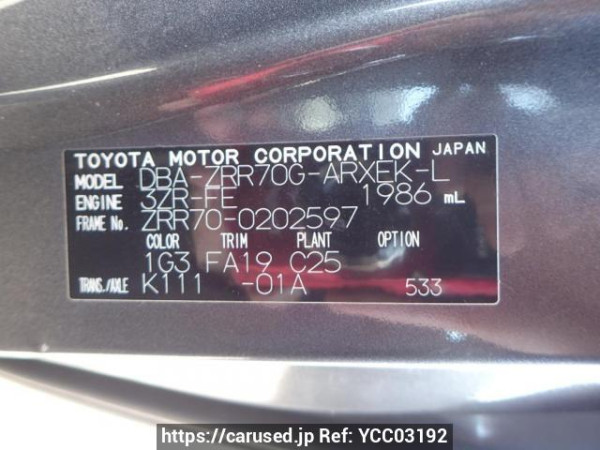 TOYOTA MOTOR CORPORATION JAPAN
MODEL DBA-ZRR70G-ARXEK-L
ENGINE 3ZR-FE 1986 mL
FRAME No. ZRR70-0202597
COLOR TRIM PLANT OPTION
1G3 FA19 C25
TRANS./AXLE K111 -01A 533
https://carused.jp Ref: YCC03192